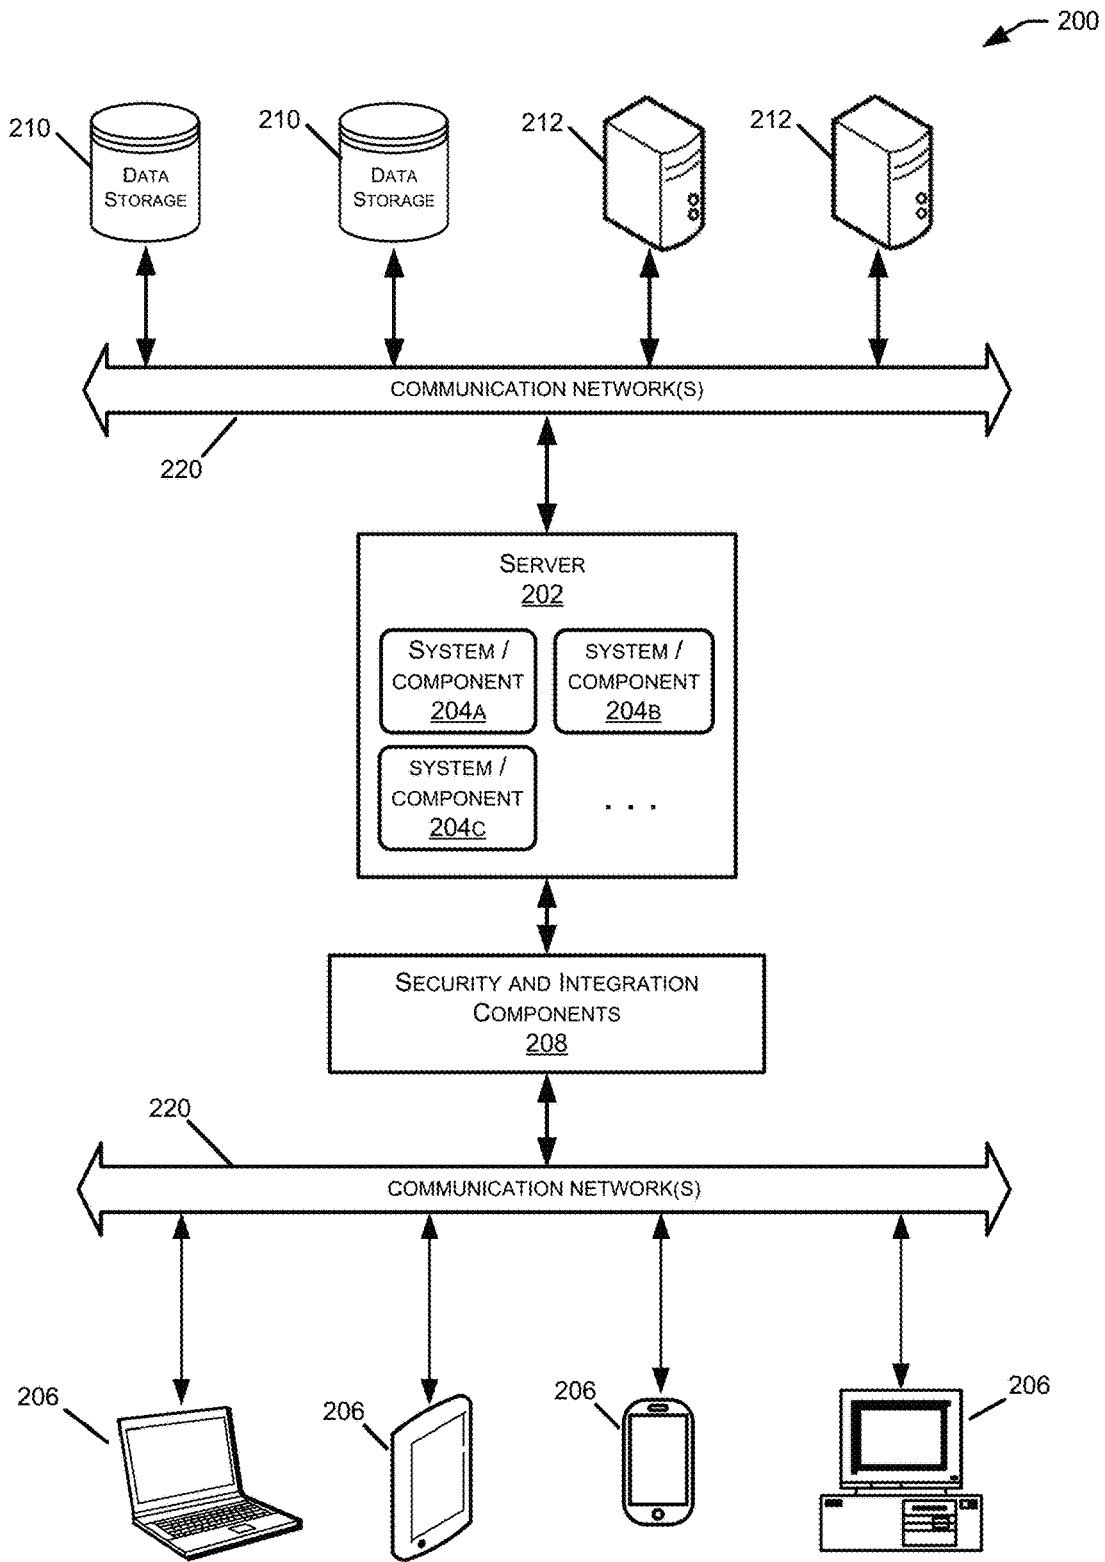 200
210
210
212
212
DATA
STORAGE
DATA
STORAGE
COMMUNICATION NETWORK(S)
220
SERVER
202
SYSTEM /
COMPONENT
204A
SYSTEM /
COMPONENT
204B
SYSTEM /
COMPONENT
204C
. . .
SECURITY AND INTEGRATION
COMPONENTS
208
220
COMMUNICATION NETWORK(S)
206
206
206
206